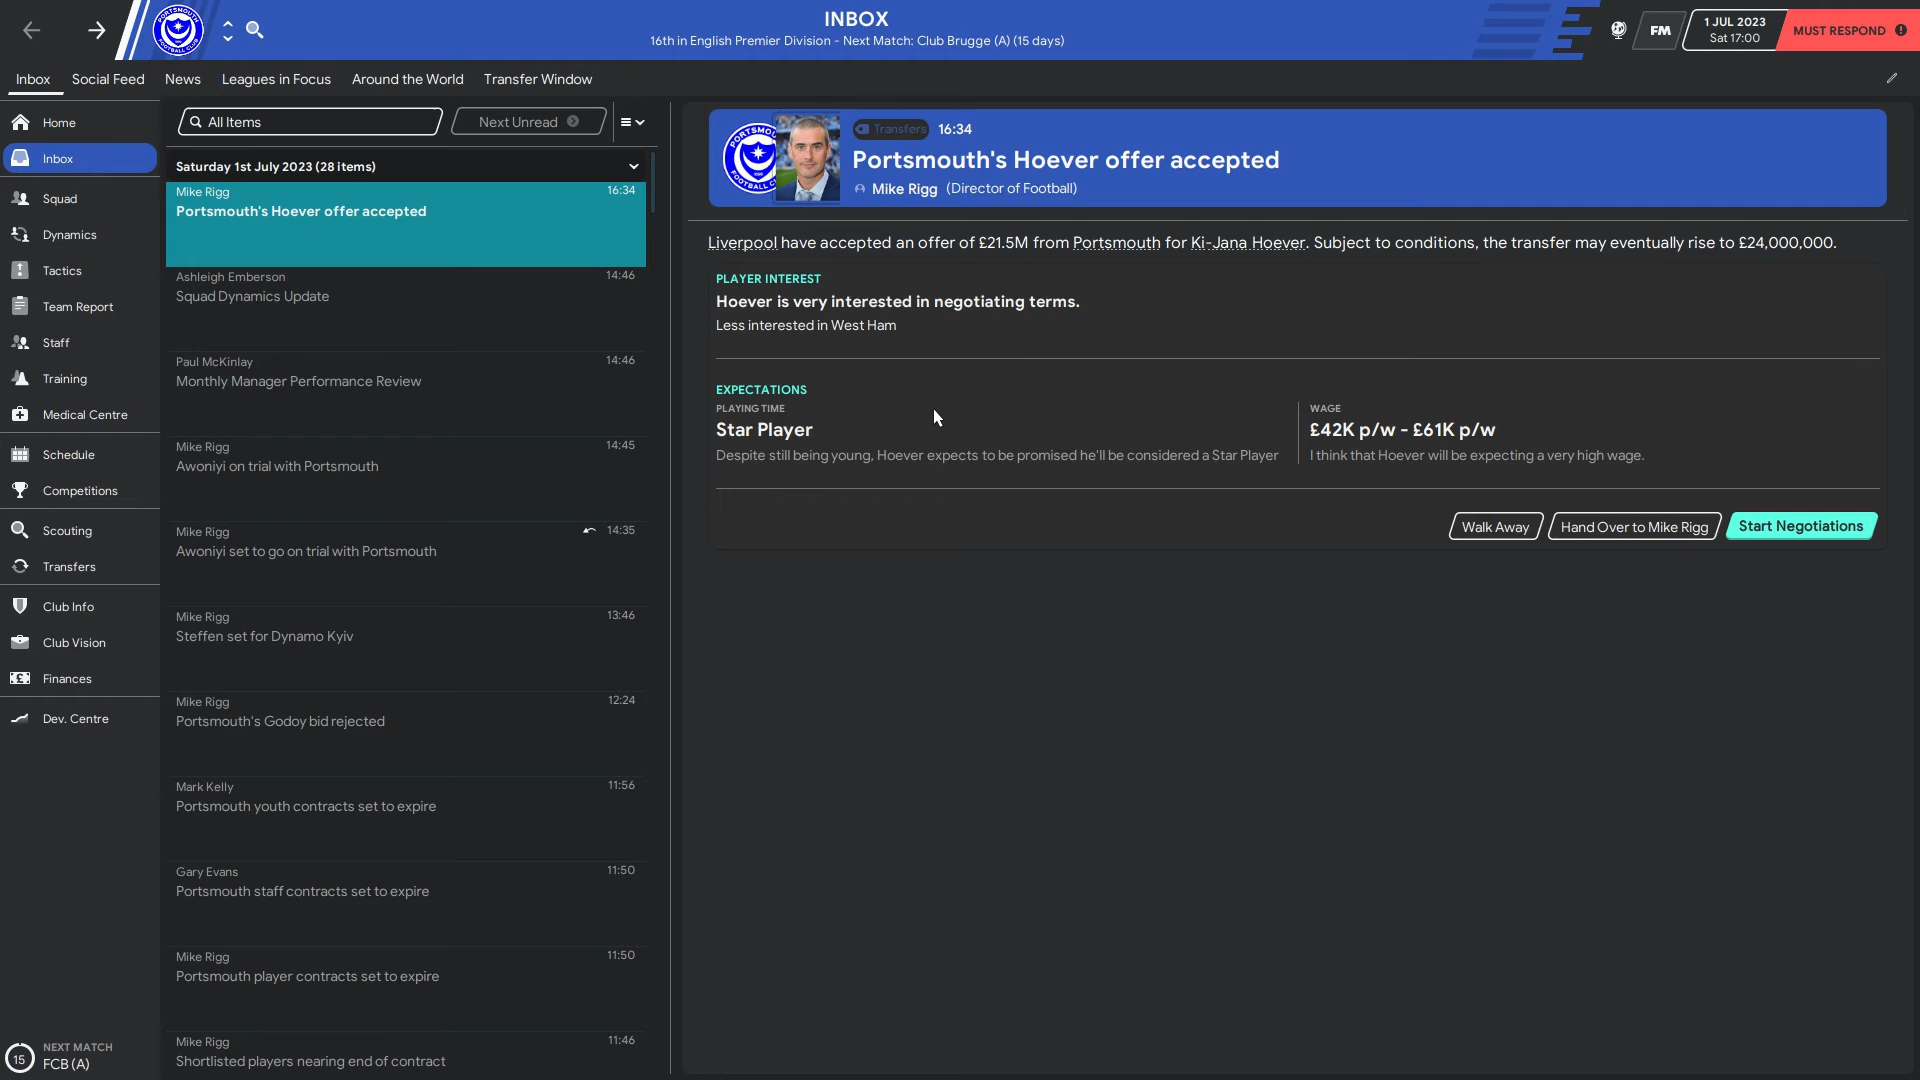 INBOX
16th in English Premier Division - Next Match: Club Brugge (A) (15 days)
FM
1 JUL 2023
Sat 17:00
MUST RESPOND
Inbox
Social Feed
News
Leagues in Focus
Around the World
Transfer Window
Home
Inbox
Squad
Dynamics
Tactics
Team Report
Staff
Training
Medical Centre
Schedule
Competitions
Scouting
Transfers
Club Info
Club Vision
Finances
Dev. Centre
15
NEXT MATCH
FCB (A)
All Items
Next Unread
Saturday 1st July 2023 (28 items)
Mike Rigg 16:34
Portsmouth's Hoever offer accepted
Ashleigh Emberson 14:46
Squad Dynamics Update
Paul McKinlay 14:46
Monthly Manager Performance Review
Mike Rigg 14:45
Awoniyi on trial with Portsmouth
Mike Rigg 14:35
Awoniyi set to go on trial with Portsmouth
Mike Rigg 13:46
Steffen set for Dynamo Kyiv
Mike Rigg 12:24
Portsmouth's Godoy bid rejected
Mark Kelly 11:56
Portsmouth youth contracts set to expire
Gary Evans 11:50
Portsmouth staff contracts set to expire
Mike Rigg 11:50
Portsmouth player contracts set to expire
Mike Rigg 11:46
Shortlisted players nearing end of contract
Transfers 16:34
Portsmouth's Hoever offer accepted
Mike Rigg (Director of Football)
Liverpool have accepted an offer of £21.5M from Portsmouth for Ki-Jana Hoever. Subject to conditions, the transfer may eventually rise to £24,000,000.
PLAYER INTEREST
Hoever is very interested in negotiating terms.
Less interested in West Ham
EXPECTATIONS
PLAYING TIME
Star Player
Despite still being young, Hoever expects to be promised he'll be considered a Star Player
WAGE
£42K p/w - £61K p/w
I think that Hoever will be expecting a very high wage.
Walk Away
Hand Over to Mike Rigg
Start Negotiations